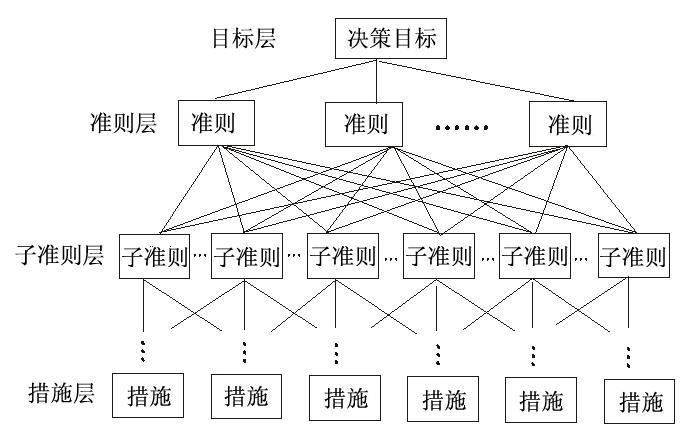 目标层 决策目标
准则层 准则 准则 …… 准则
子准则层 子准则 … 子准则 … 子准则 … 子准则 … 子准则 … 子准则
措施层 措施 措施 措施 措施 措施 措施